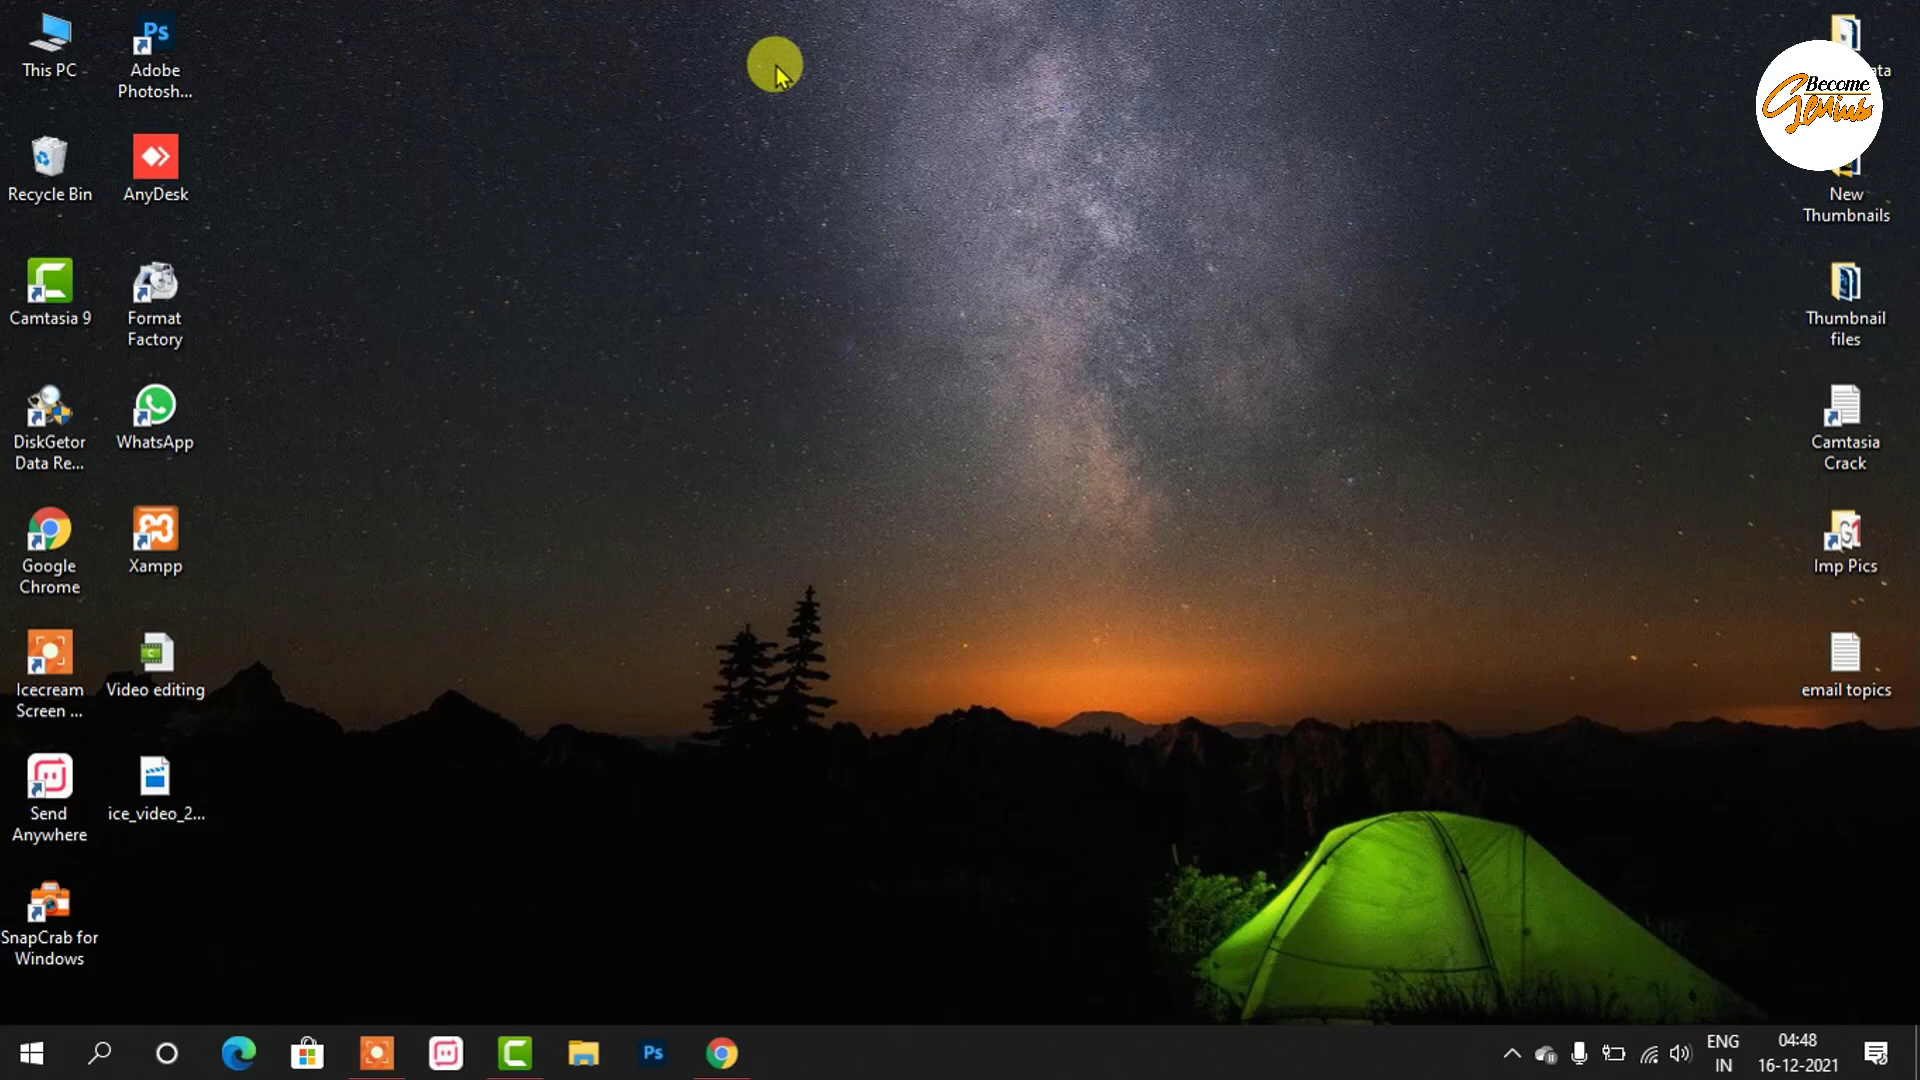 This PC
Adobe
Photosh...
Recycle Bin
AnyDesk
Camtasia 9
Format
Factory
DiskGetor
Data Re...
WhatsApp
Google
Chrome
Xampp
Icecream
Screen ...
Video editing
Send
Anywhere
ice_video_2...
SnapCrab for
Windows
Become
Genius
New
Thumbnails
Thumbnail
files
Camtasia
Crack
Imp Pics
email topics
Ps
Ps
ENG
IN
04:48
16-12-2021